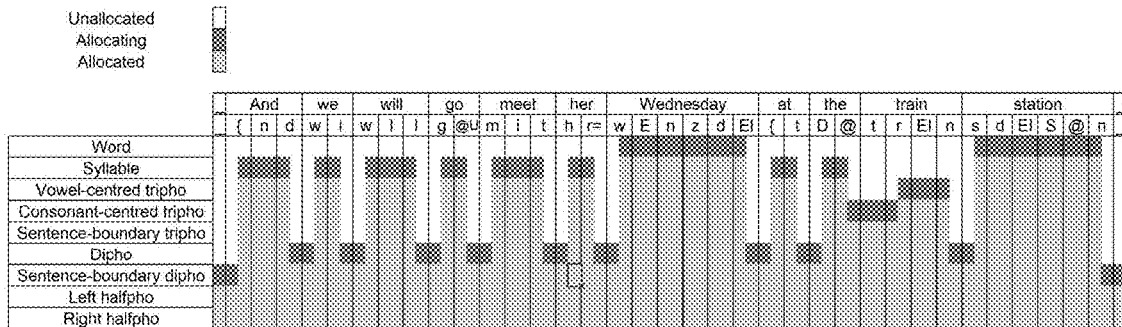 Unallocated
Allocating
Allocated
And we will go meet her Wednesday at the train station
{ n d w i w I l g @U m i t h r= w E n z d EI { t D @ t r EI n s d EI S @ n
Word
Syllable
Vowel-centred tripho
Consonant-centred tripho
Sentence-boundary tripho
Dipho
Sentence-boundary dipho
Left halfpho
Right halfpho